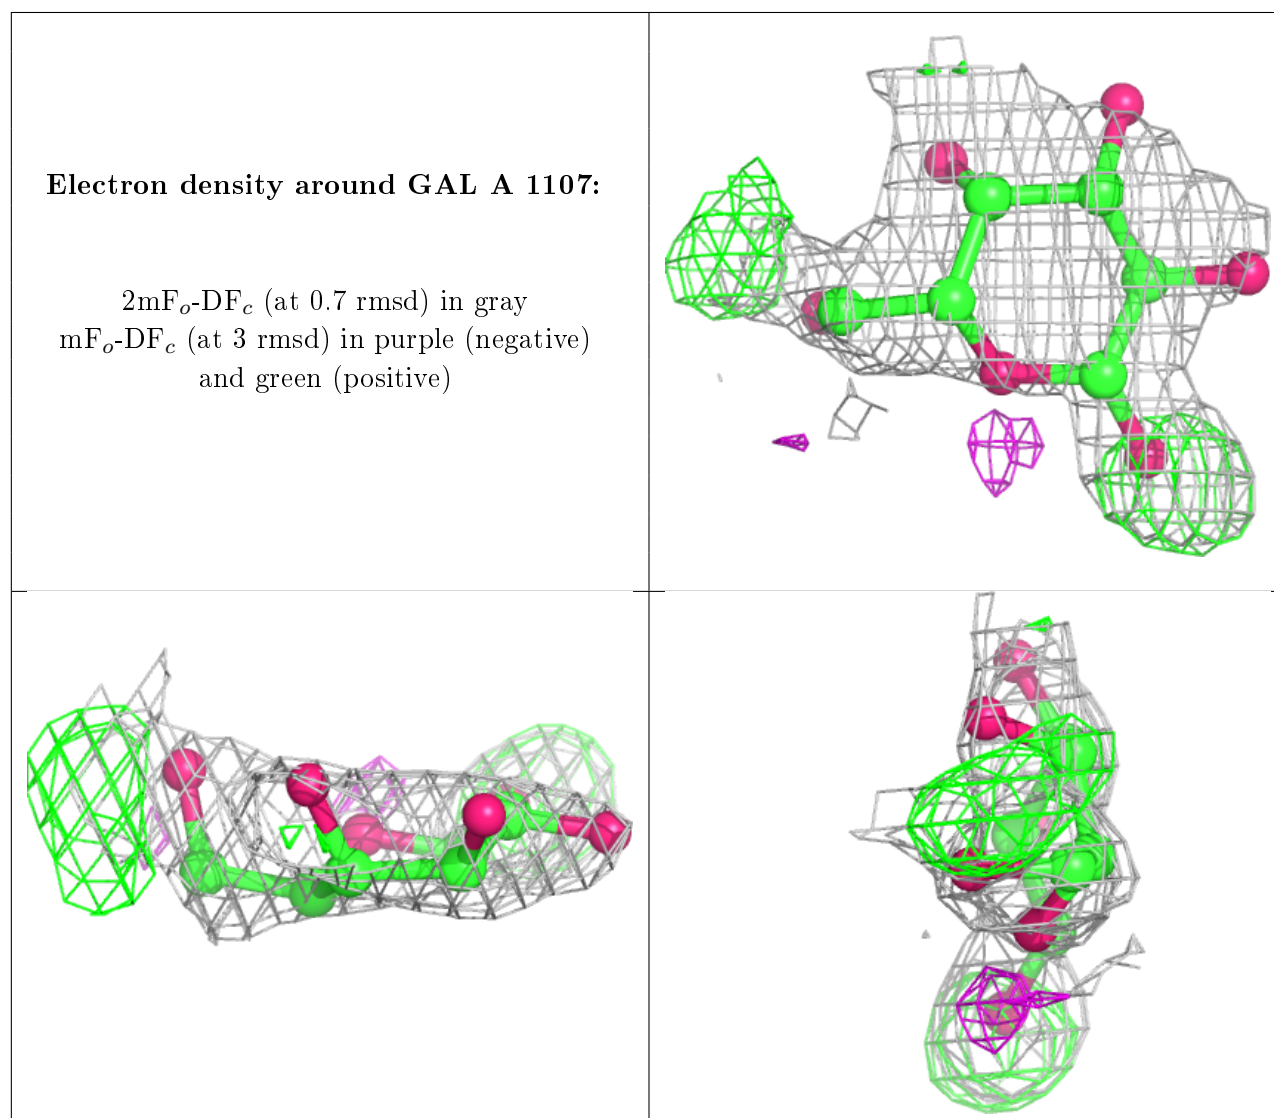 Electron density around GAL A 1107:
2mFo-DFc (at 0.7 rmsd) in gray
mFo-DFc (at 3 rmsd) in purple (negative)
and green (positive)